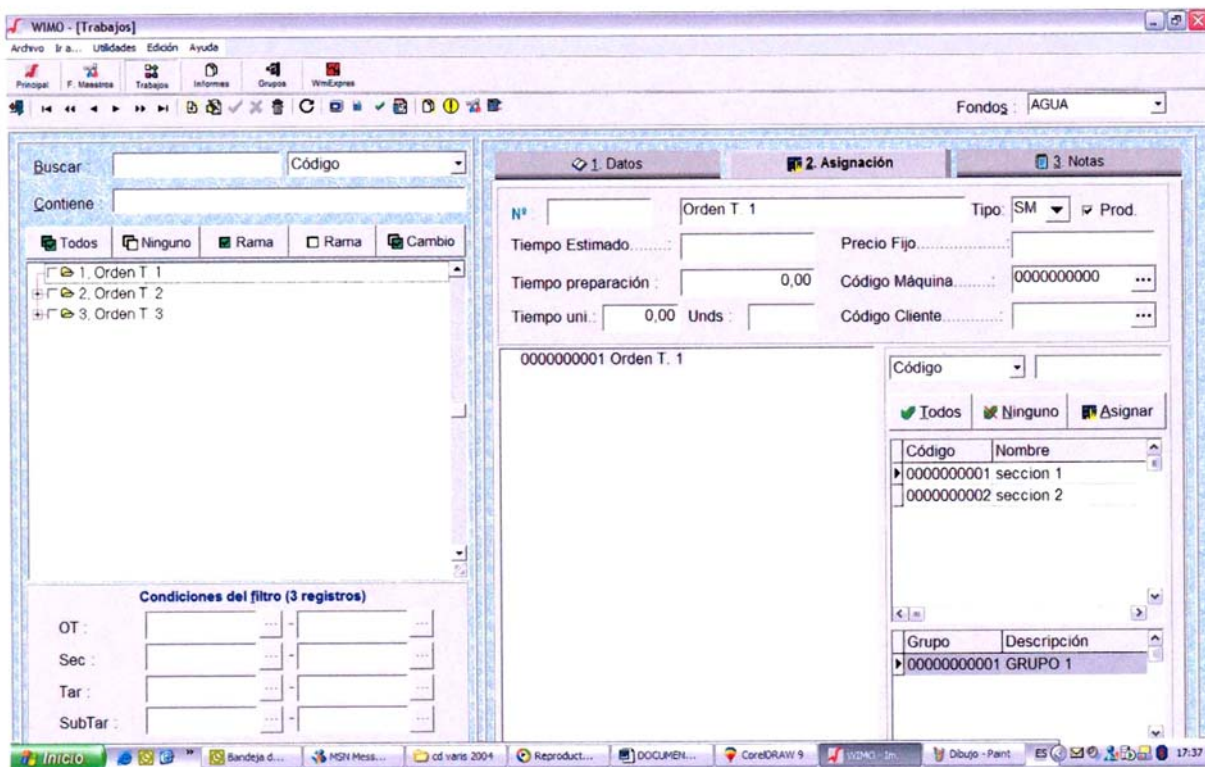 WIMO - [Trabajos]
Archivo Ir a... Utilidades Edición Ayuda
Principal F. Maestros Trabajos Informes Grupos WmExpres
Fondos : AGUA
Buscar : Código
Contiene :
Todos Ninguno Rama Rama Cambio
1, Orden T. 1
2, Orden T. 2
3, Orden T. 3
Condiciones del filtro (3 registros)
OT : ... - ...
Sec : ... - ...
Tar : ... - ...
SubTar : ... - ...
1. Datos 2. Asignación 3. Notas
Nº Orden T. 1 Tipo: SM Prod.
Tiempo Estimado......: Precio Fijo................:
Tiempo preparación : 0,00 Código Máquina........: 0000000000 ...
Tiempo uni.: 0,00 Unds : Código Cliente............: ...
0000000001 Orden T. 1
Código
Todos Ninguno Asignar
Código Nombre
0000000001 seccion 1
0000000002 seccion 2
Grupo Descripción
00000000001 GRUPO 1
Inicio Bandeja d... MSN Mess... cd varis 2004 Reproduct... DOCUMEN... CorelDRAW 9 WIMO - Im... Dibujo - Paint ES 17:37